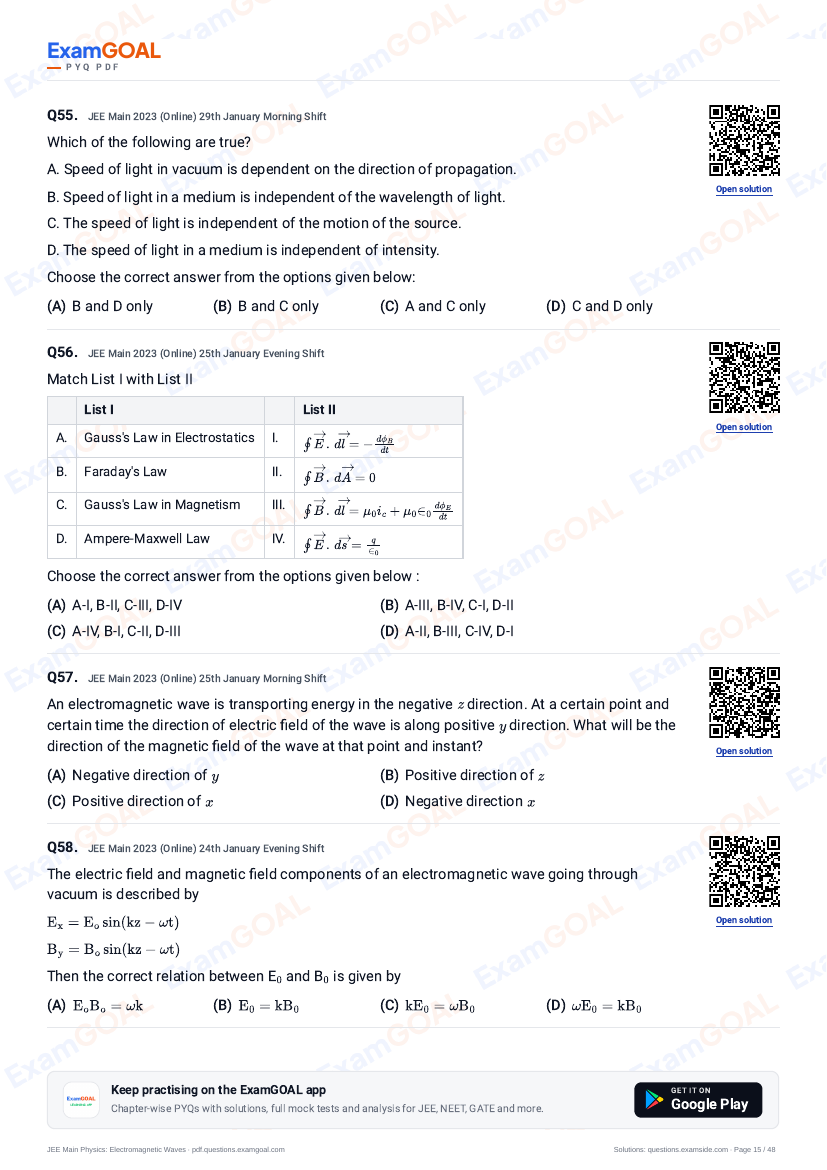 ExamGOAL
PYQ PDF
Q55. JEE Main 2023 (Online) 29th January Morning Shift
Which of the following are true?
A. Speed of light in vacuum is dependent on the direction of propagation.
B. Speed of light in a medium is independent of the wavelength of light.
C. The speed of light is independent of the motion of the source.
D. The speed of light in a medium is independent of intensity.
Choose the correct answer from the options given below:
(A) B and D only (B) B and C only (C) A and C only (D) C and D only
Open solution
Q56. JEE Main 2023 (Online) 25th January Evening Shift
Match List I with List II
List I List II
A. Gauss's Law in Electrostatics I. ∮ E⃗ . dl⃗ = − dϕ_B/dt
B. Faraday's Law II. ∮ B⃗ . dA⃗ = 0
C. Gauss's Law in Magnetism III. ∮ B⃗ . dl⃗ = μ₀i_c + μ₀∈₀ dϕ_E/dt
D. Ampere-Maxwell Law IV. ∮ E⃗ . ds⃗ = q/∈₀
Choose the correct answer from the options given below :
(A) A-I, B-II, C-III, D-IV (B) A-III, B-IV, C-I, D-II
(C) A-IV, B-I, C-II, D-III (D) A-II, B-III, C-IV, D-I
Open solution
Q57. JEE Main 2023 (Online) 25th January Morning Shift
An electromagnetic wave is transporting energy in the negative z direction. At a certain point and
certain time the direction of electric field of the wave is along positive y direction. What will be the
direction of the magnetic field of the wave at that point and instant?
(A) Negative direction of y (B) Positive direction of z
(C) Positive direction of x (D) Negative direction x
Open solution
Q58. JEE Main 2023 (Online) 24th January Evening Shift
The electric field and magnetic field components of an electromagnetic wave going through
vacuum is described by
Eₓ = Eₒ sin(kz − ωt)
B_y = Bₒ sin(kz − ωt)
Then the correct relation between E₀ and B₀ is given by
(A) EₒBₒ = ωk (B) E₀ = kB₀ (C) kE₀ = ωB₀ (D) ωE₀ = kB₀
Open solution
Keep practising on the ExamGOAL app
Chapter-wise PYQs with solutions, full mock tests and analysis for JEE, NEET, GATE and more.
GET IT ON
Google Play
JEE Main Physics: Electromagnetic Waves · pdf.questions.examgoal.com Solutions: questions.examside.com · Page 15 / 48